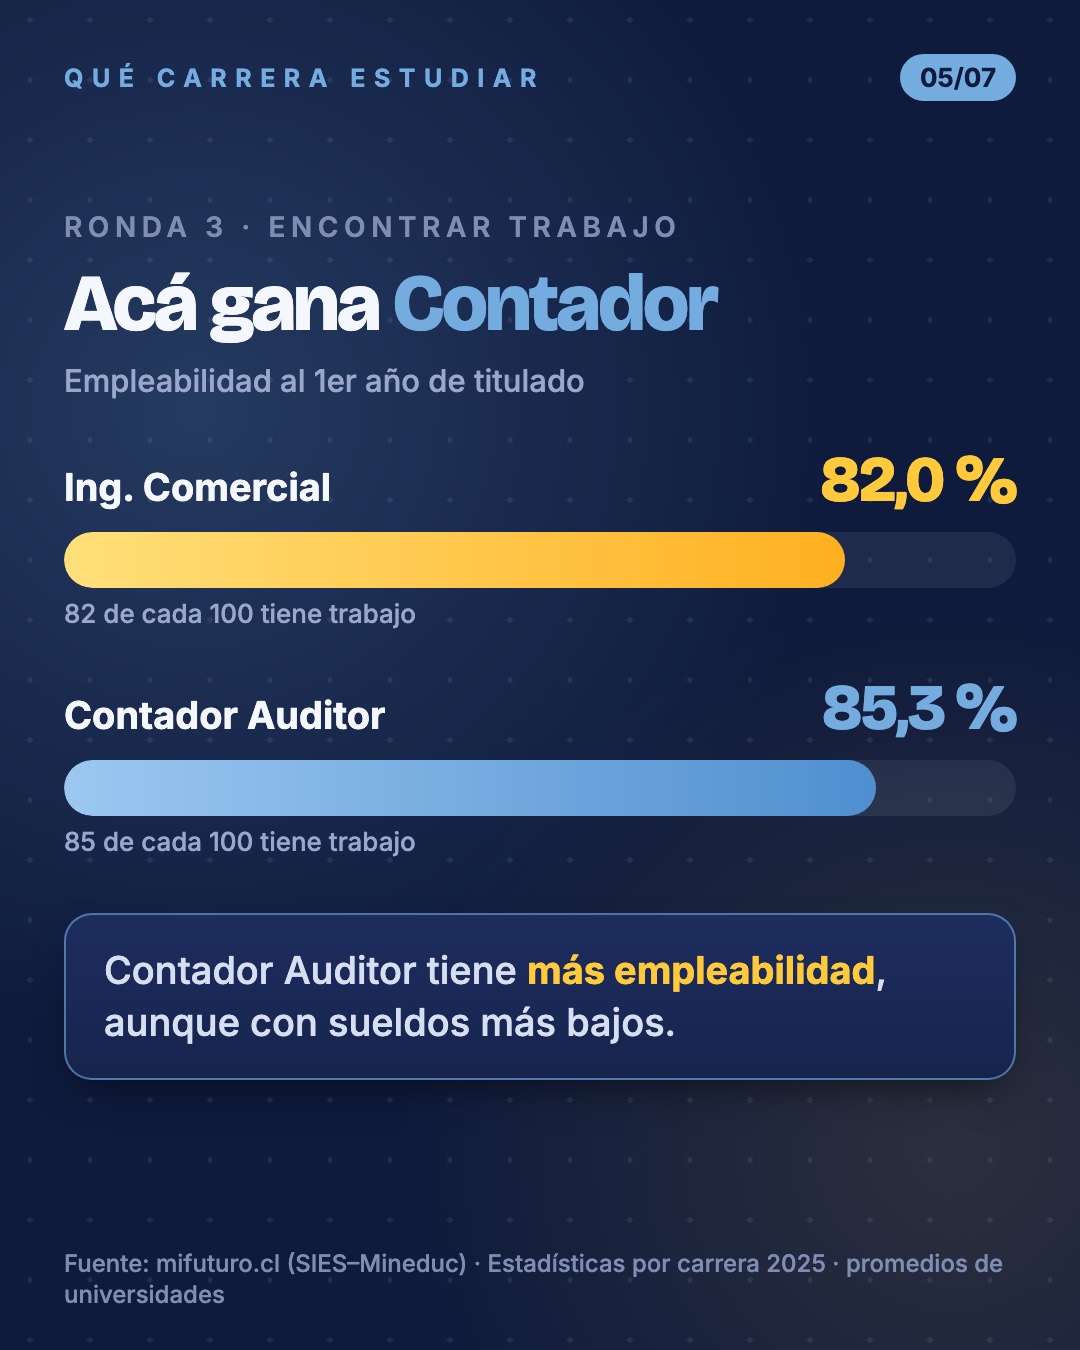 QUÉ CARRERA ESTUDIAR
05/07
RONDA 3 · ENCONTRAR TRABAJO
Acá gana Contador
Empleabilidad al 1er año de titulado
Ing. Comercial
82,0 %
82 de cada 100 tiene trabajo
Contador Auditor
85,3 %
85 de cada 100 tiene trabajo
Contador Auditor tiene más empleabilidad,
aunque con sueldos más bajos.
Fuente: mifuturo.cl (SIES–Mineduc) · Estadísticas por carrera 2025 · promedios de
universidades